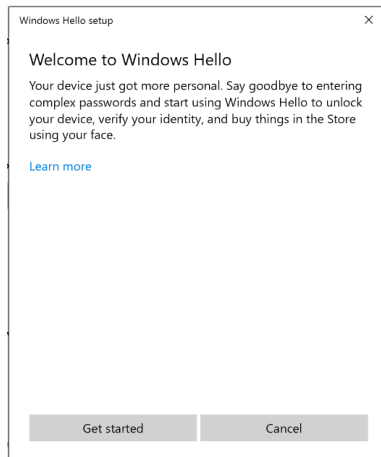 Windows Hello setup
Welcome to Windows Hello
Your device just got more personal. Say goodbye to entering
complex passwords and start using Windows Hello to unlock
your device, verify your identity, and buy things in the Store
using your face.
Learn more
Get started
Cancel